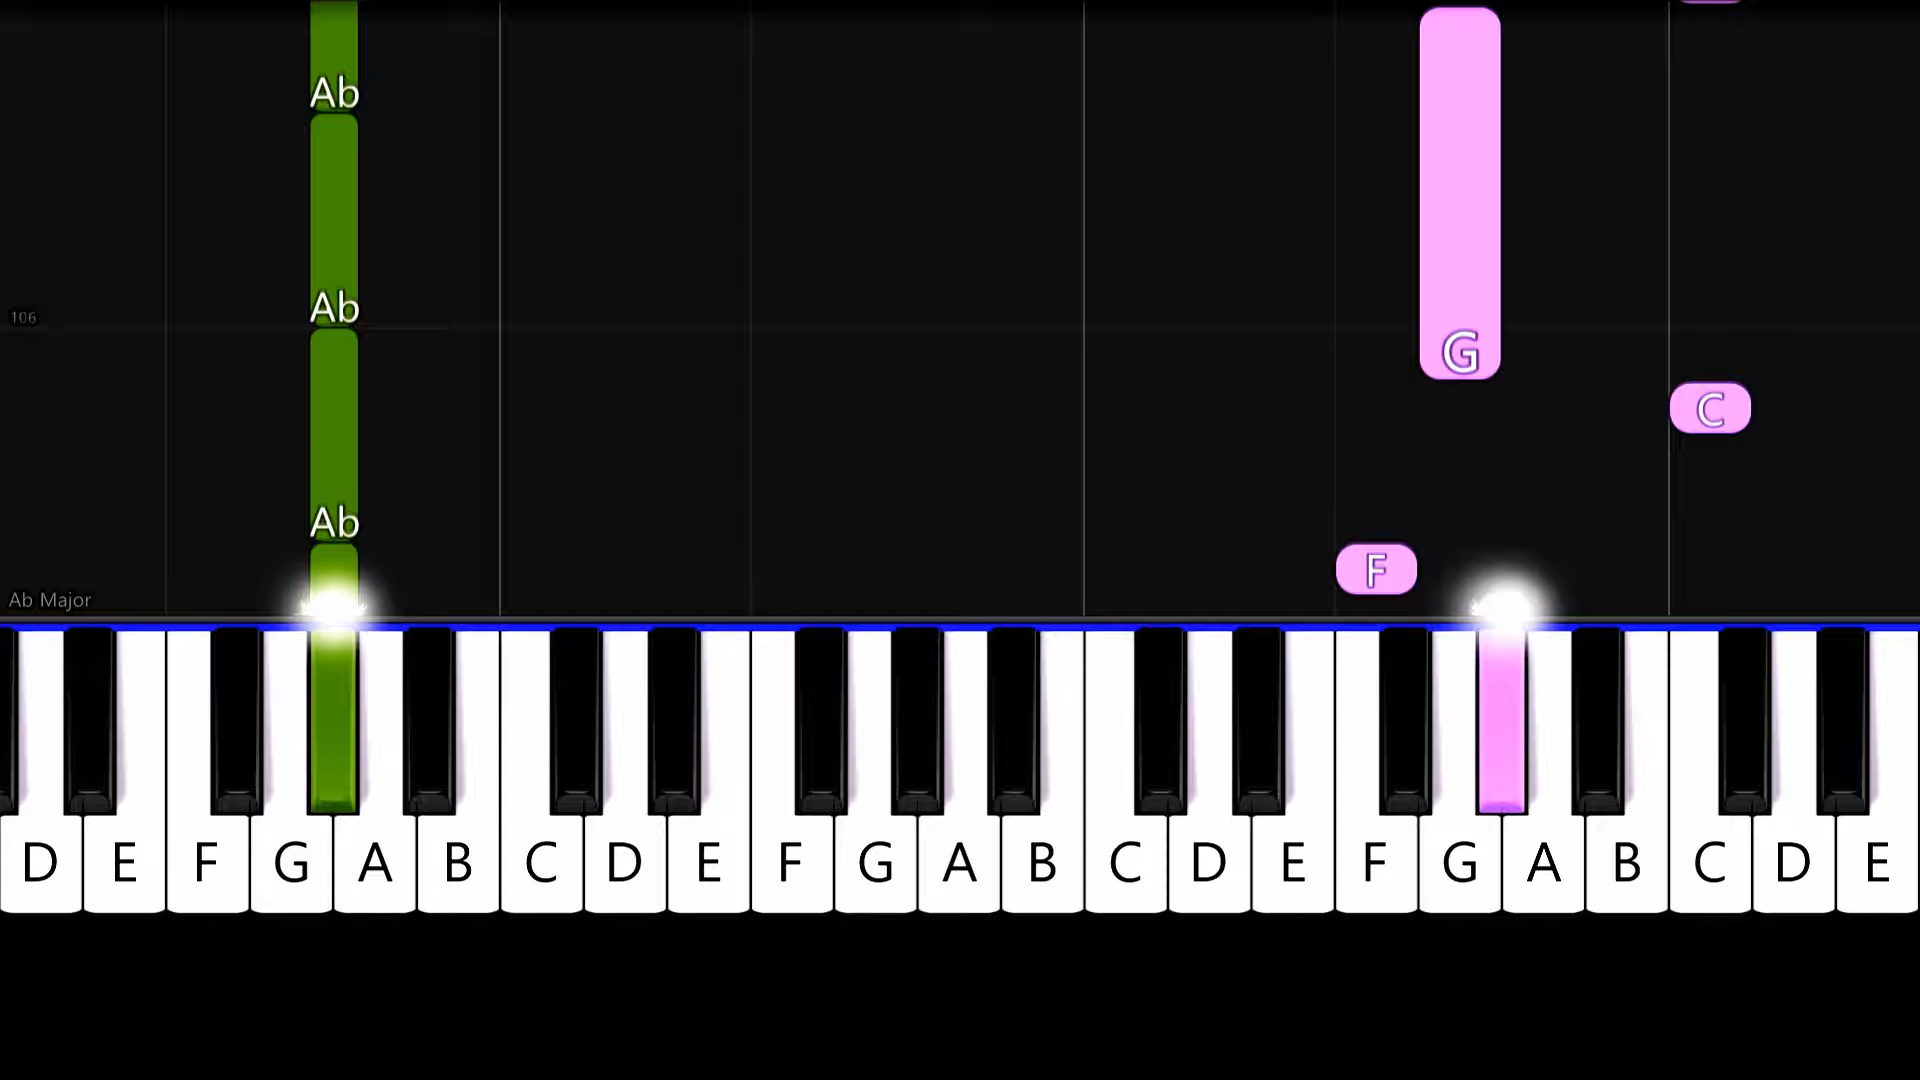 Ab
Ab
106
G
C
Ab
F
Ab Major
D E F G A B C D E F G A B C D E F G A B C D E